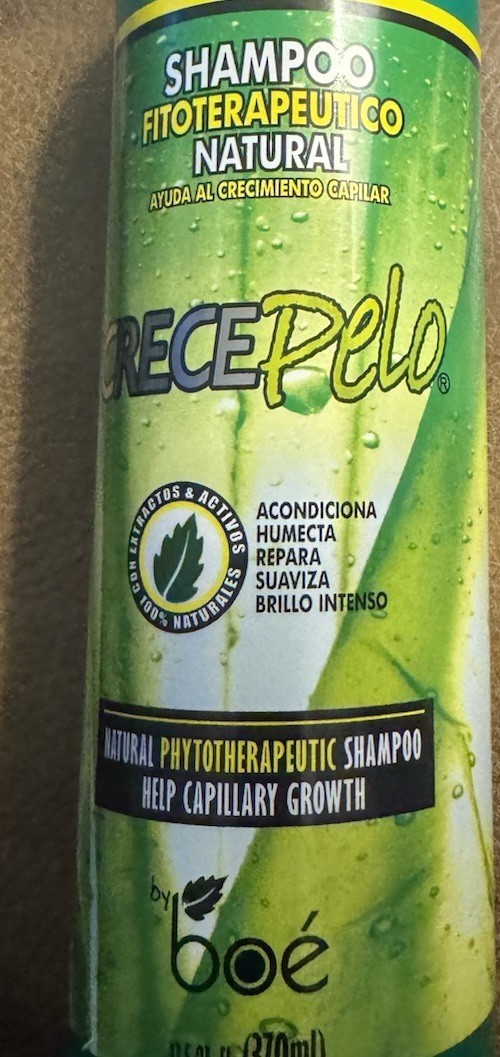 SHAMPOO
FITOTERAPEUTICO
NATURAL
AYUDA AL CRECIMIENTO CAPILAR
CRECEPelo®
CON EXTRACTOS & ACTIVOS
100% NATURALES
ACONDICIONA
HUMECTA
REPARA
SUAVIZA
BRILLO INTENSO
NATURAL PHYTOTHERAPEUTIC SHAMPOO
HELP CAPILLARY GROWTH
by
boé
(370ml)